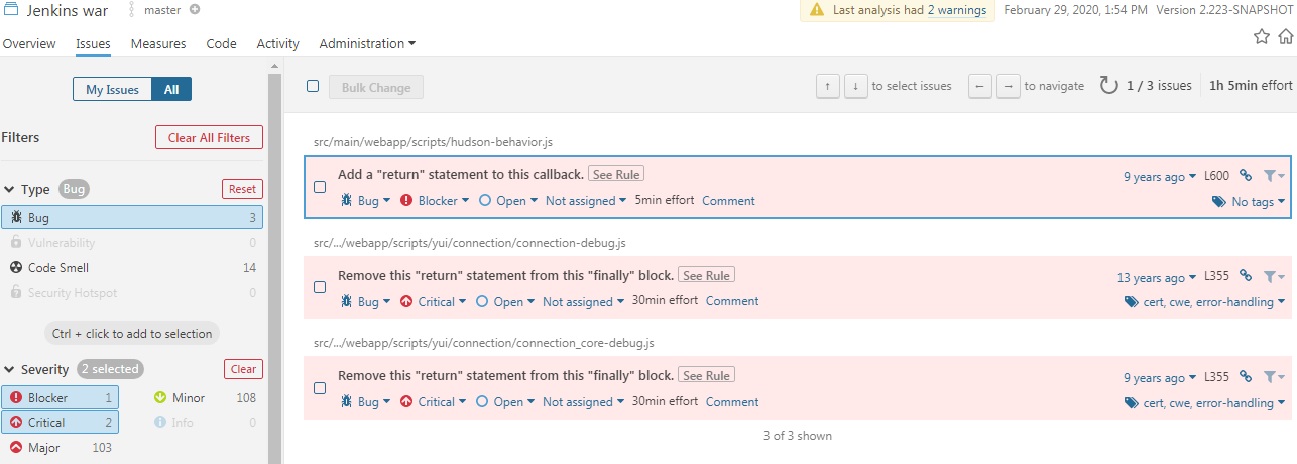 Jenkins war master Last analysis had 2 warnings February 29, 2020, 1:54 PM Version 2.223-SNAPSHOT
Overview Issues Measures Code Activity Administration
My Issues All
Bulk Change ↑ ↓ to select issues ← → to navigate 1 / 3 issues 1h 5min effort
Filters Clear All Filters
Type Bug Reset
Bug 3
Vulnerability 0
Code Smell 14
Security Hotspot 0
Ctrl + click to add to selection
Severity 2 selected Clear
Blocker 1 Minor 108
Critical 2 Info 0
Major 103
src/main/webapp/scripts/hudson-behavior.js
Add a "return" statement to this callback. See Rule 9 years ago L600
Bug Blocker Open Not assigned 5min effort Comment No tags
src/.../webapp/scripts/yui/connection/connection-debug.js
Remove this "return" statement from this "finally" block. See Rule 13 years ago L355
Bug Critical Open Not assigned 30min effort Comment cert, cwe, error-handling
src/.../webapp/scripts/yui/connection/connection_core-debug.js
Remove this "return" statement from this "finally" block. See Rule 9 years ago L355
Bug Critical Open Not assigned 30min effort Comment cert, cwe, error-handling
3 of 3 shown